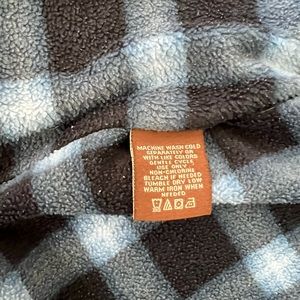 MACHINE WASH COLD
SEPARATELY OR
WITH LIKE COLORS
GENTLE CYCLE
USE ONLY
NON-CHLORINE
BLEACH IF NEEDED
TUMBLE DRY LOW
WARM IRON WHEN
NEEDED